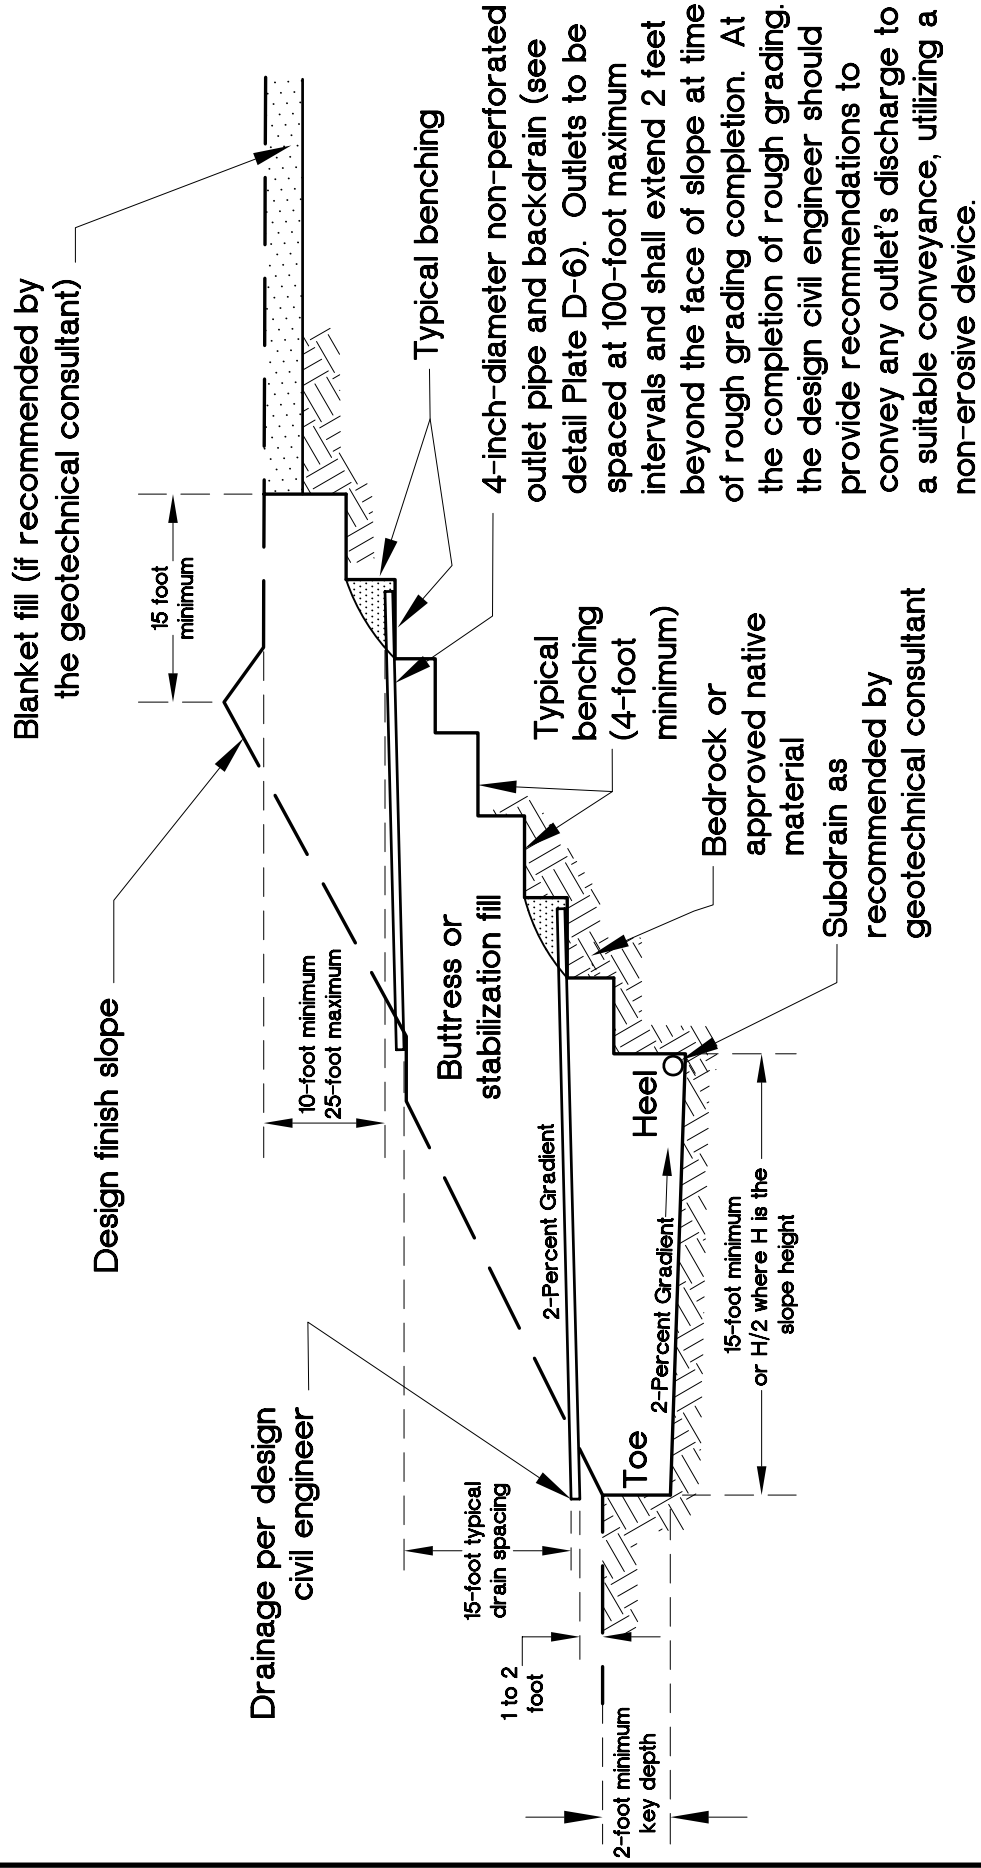 Blanket fill (if recommended by
the geotechnical consultant)
15 foot
minimum
Design finish slope
10-foot minimum
25-foot maximum
Typical benching
4-inch-diameter non-perforated
outlet pipe and backdrain (see
detail Plate D-6).  Outlets to be
spaced at 100-foot maximum
intervals and shall extend 2 feet
beyond the face of slope at time
of rough grading completion.  At
the completion of rough grading.
the design civil engineer should
provide recommendations to
convey any outlet's discharge to
a suitable conveyance, utilizing a
non-erosive device.
Buttress or
stabilization fill
Typical
benching
(4-foot
minimum)
Drainage per design
civil engineer
15-foot typical
drain spacing
2-Percent Gradient
Bedrock or
approved native
material
1 to 2
foot
Toe
Heel
2-Percent Gradient
Subdrain as
recommended by
geotechnical consultant
2-foot minimum
key depth
15-foot minimum
or H/2 where H is the
slope height